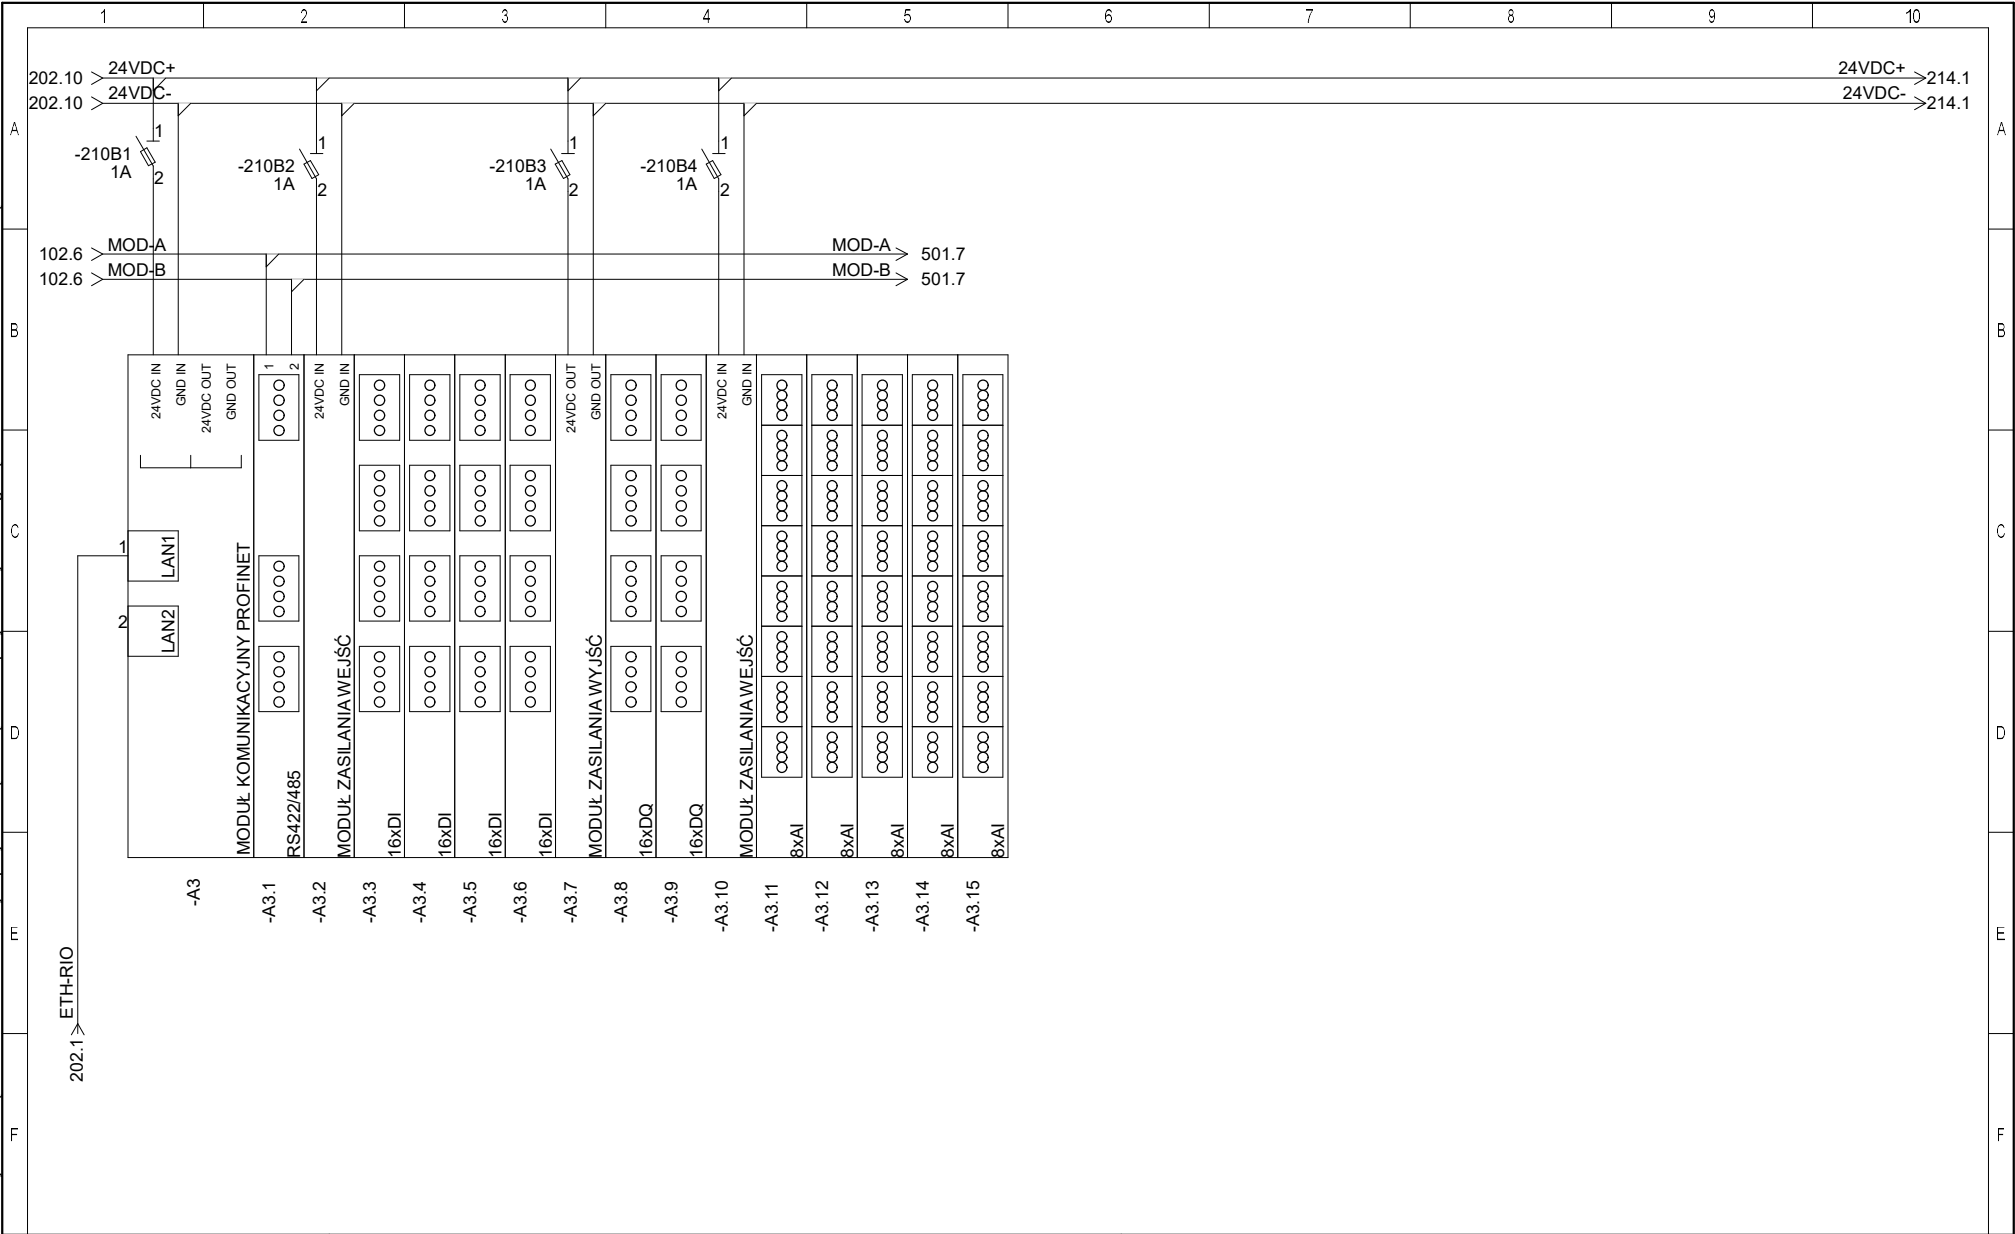 1 2 3 4 5 6 7 8 9 10
202.10 24VDC+ 24VDC+ 214.1
202.10 24VDC- 24VDC- 214.1
A A
1 1 1 1
-210B1 -210B2 -210B3 -210B4
1A 1A 1A 1A
2 2 2 2
102.6 MOD-A MOD-A 501.7
102.6 MOD-B MOD-B 501.7
B B
24VDC IN
GND IN
24VDC OUT
GND OUT
1
2
24VDC IN
GND IN
24VDC OUT
GND OUT
24VDC IN
GND IN
C C
1 LAN1
2 LAN2
D D
MODUŁ KOMUNIKACYJNY PROFINET
RS422/485
MODUŁ ZASILANIA WEJŚĆ
16xDI
16xDI
16xDI
16xDI
MODUŁ ZASILANIA WYJŚĆ
16xDQ
16xDQ
MODUŁ ZASILANIA WEJŚĆ
8xAI
8xAI
8xAI
8xAI
8xAI
-A3
-A3.1
-A3.2
-A3.3
-A3.4
-A3.5
-A3.6
-A3.7
-A3.8
-A3.9
-A3.10
-A3.11
-A3.12
-A3.13
-A3.14
-A3.15
E E
ETH-RIO
202.1
F F